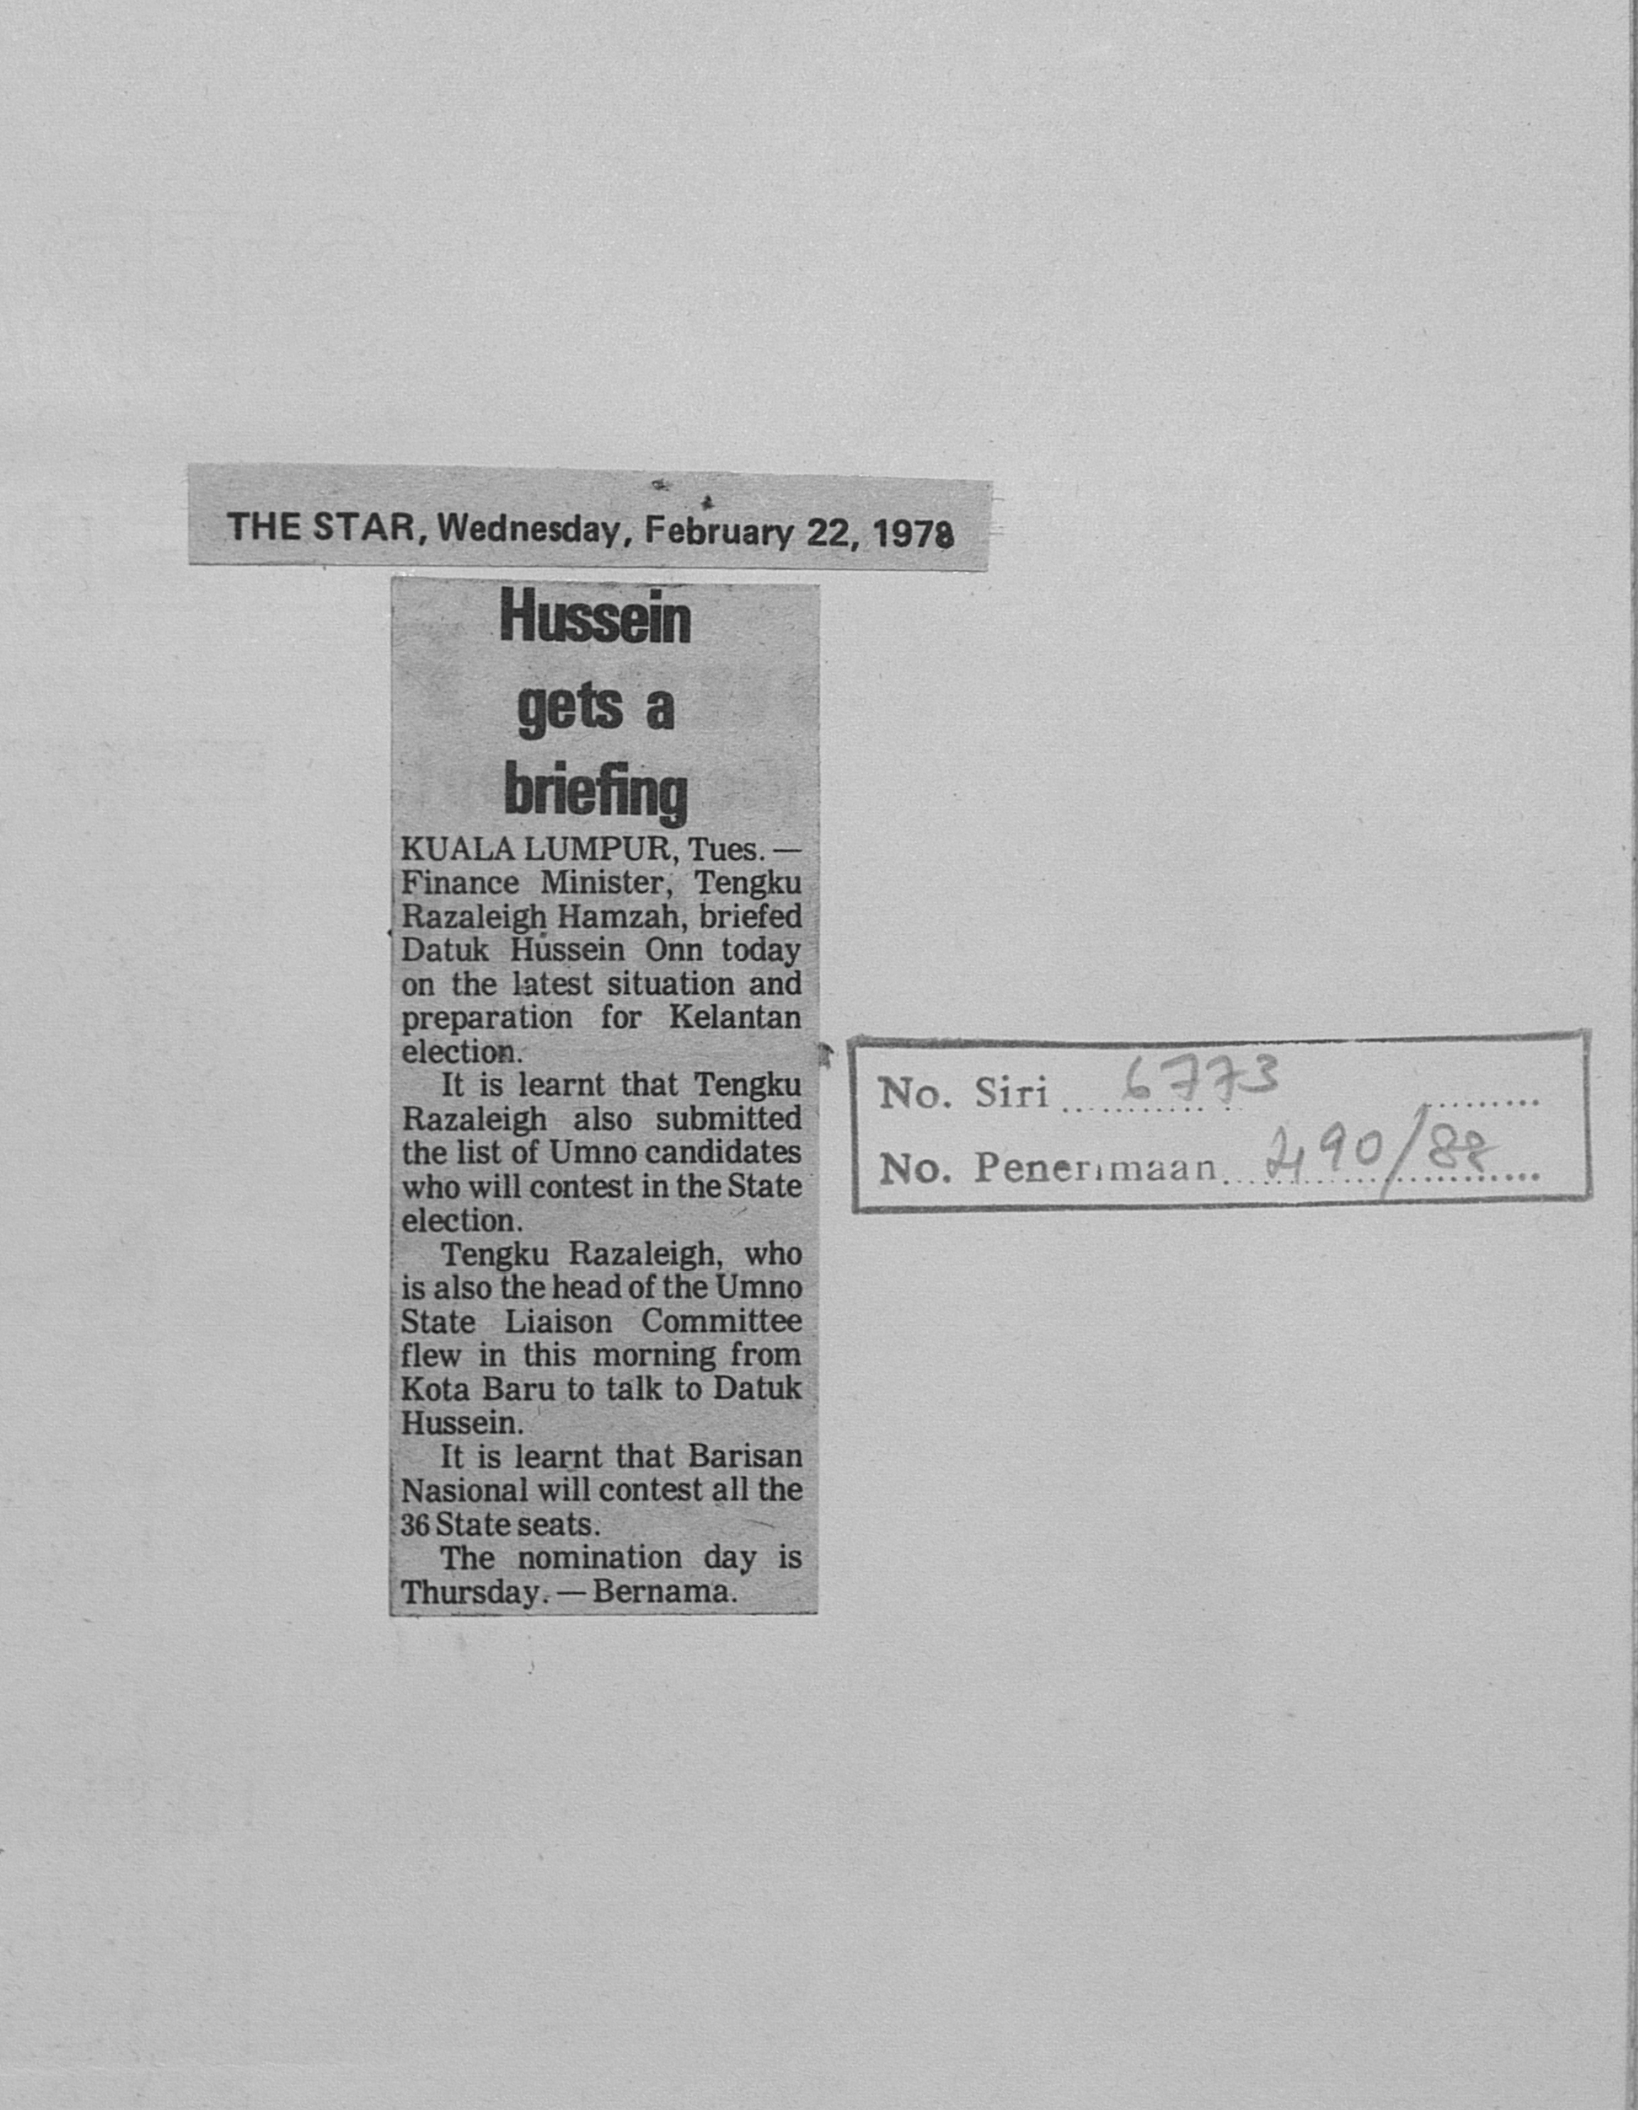 THE STAR, Wednesday, February 22, 1978
Hussein
gets a
briefing
KUALA LUMPUR, Tues. —
Finance Minister, Tengku
Razaleigh Hamzah, briefed
Datuk Hussein Onn today
on the latest situation and
preparation for Kelantan
election.
It is learnt that Tengku
Razaleigh also submitted
the list of Umno candidates
who will contest in the State
election.
Tengku Razaleigh, who
is also the head of the Umno
State Liaison Committee
flew in this morning from
Kota Baru to talk to Datuk
Hussein.
It is learnt that Barisan
Nasional will contest all the
36 State seats.
The nomination day is
Thursday. — Bernama.
No. Siri 6773
No. Penerimaan 490/88